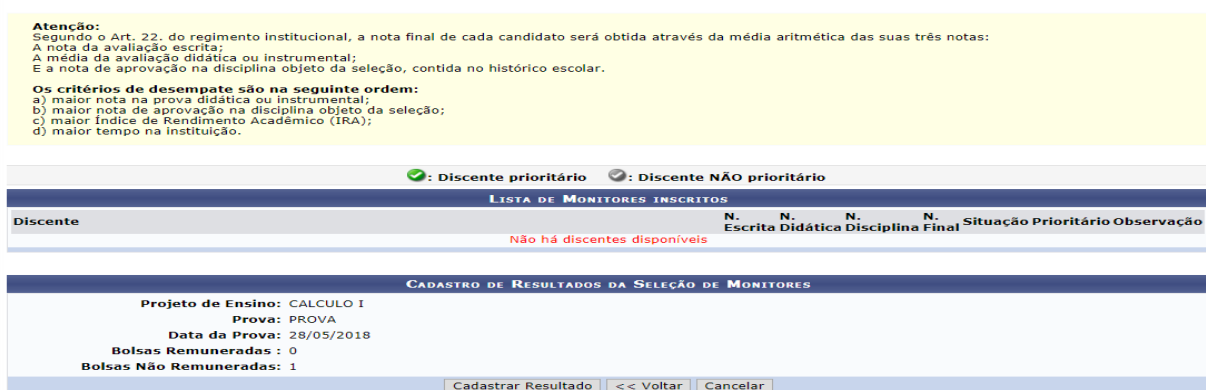 Atenção:
Segundo o Art. 22. do regimento institucional, a nota final de cada candidato será obtida através da média aritmética das suas três notas:
A nota da avaliação escrita;
A média da avaliação didática ou instrumental;
E a nota de aprovação na disciplina objeto da seleção, contida no histórico escolar.
Os critérios de desempate são na seguinte ordem:
a) maior nota na prova didática ou instrumental;
b) maior nota de aprovação na disciplina objeto da seleção;
c) maior Índice de Rendimento Acadêmico (IRA);
d) maior tempo na instituição.
: Discente prioritário : Discente NÃO prioritário
LISTA DE MONITORES INSCRITOS
Discente N. Escrita N. Didática N. Disciplina N. Final Situação Prioritário Observação
Não há discentes disponíveis
CADASTRO DE RESULTADOS DA SELEÇÃO DE MONITORES
Projeto de Ensino: CALCULO I
Prova: PROVA
Data da Prova: 28/05/2018
Bolsas Remuneradas : 0
Bolsas Não Remuneradas: 1
Cadastrar Resultado << Voltar Cancelar